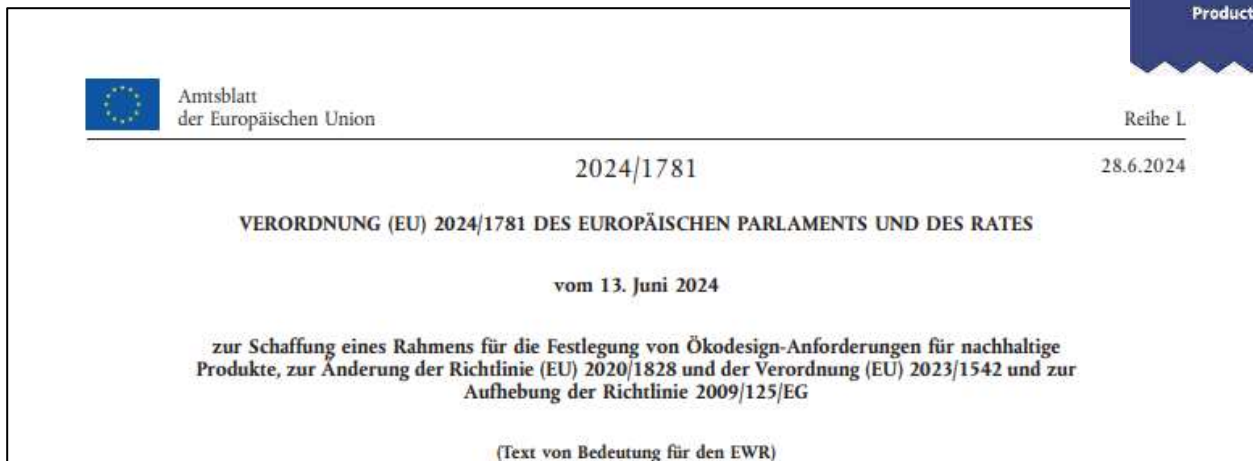 Product
Amtsblatt
der Europäischen Union
Reihe L
2024/1781
28.6.2024
VERORDNUNG (EU) 2024/1781 DES EUROPÄISCHEN PARLAMENTS UND DES RATES
vom 13. Juni 2024
zur Schaffung eines Rahmens für die Festlegung von Ökodesign-Anforderungen für nachhaltige
Produkte, zur Änderung der Richtlinie (EU) 2020/1828 und der Verordnung (EU) 2023/1542 und zur
Aufhebung der Richtlinie 2009/125/EG
(Text von Bedeutung für den EWR)